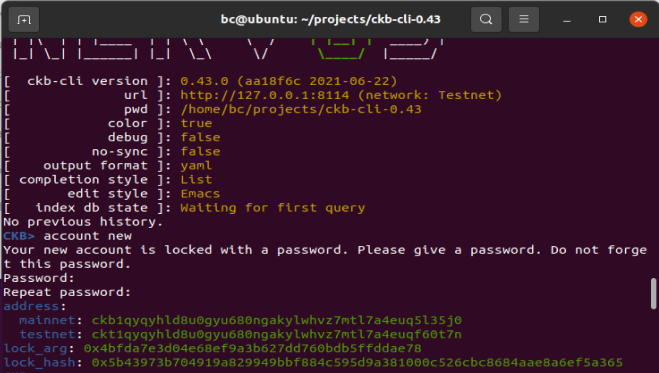 bc@ubuntu: ~/projects/ckb-cli-0.43
[  ckb-cli version ]: 0.43.0 (aa18f6c 2021-06-22)
[              url ]: http://127.0.0.1:8114 (network: Testnet)
[              pwd ]: /home/bc/projects/ckb-cli-0.43
[            color ]: true
[            debug ]: false
[          no-sync ]: false
[    output format ]: yaml
[ completion style ]: List
[       edit style ]: Emacs
[   index db state ]: Waiting for first query
No previous history.
CKB> account new
Your new account is locked with a password. Please give a password. Do not forge
t this password.
Password:
Repeat password:
address:
  mainnet: ckb1qyqyhld8u0gyu680ngakylwhvz7mtl7a4euq5l35j0
  testnet: ckt1qyqyhld8u0gyu680ngakylwhvz7mtl7a4euqf60t7n
lock_arg: 0x4bfda7e3d04e68ef9a3b627dd760bdb5ffddae78
lock_hash: 0x5b43973b704919a829949bbf884c595d9a381000c526cbc8684aae8a6ef5a365